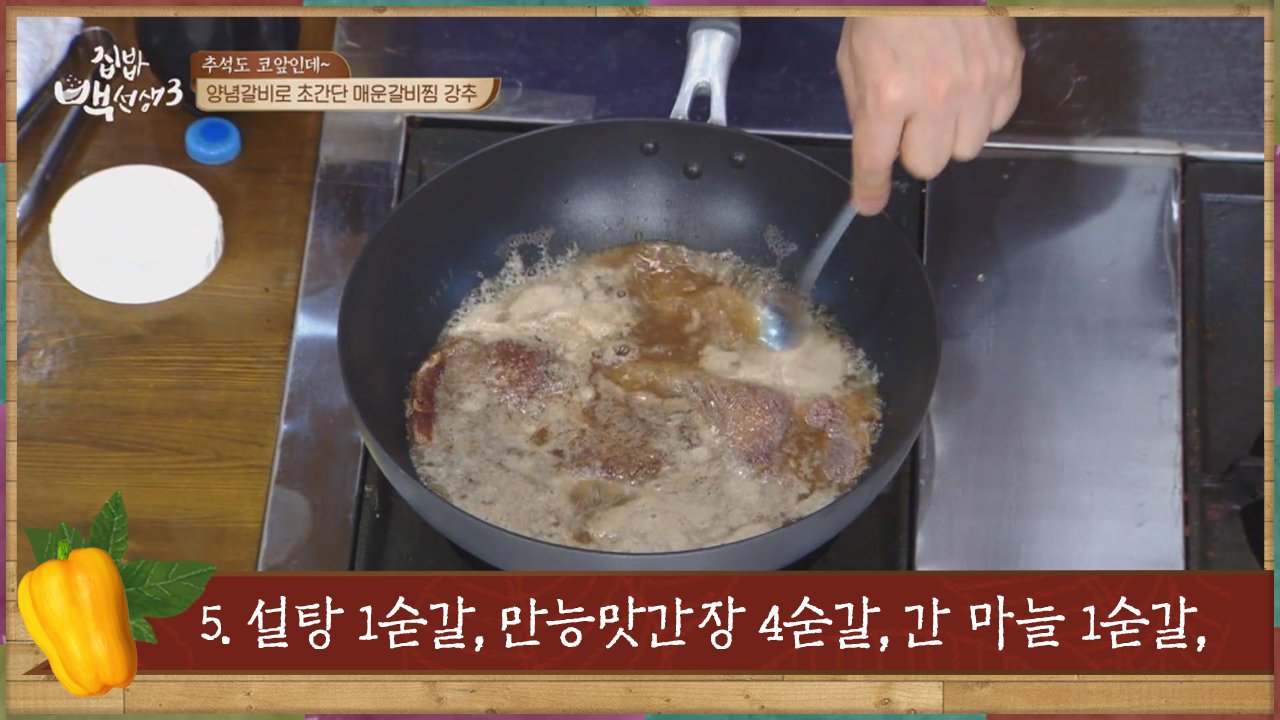 집밥
백선생3
추석도 코앞인데~
양념갈비로 초간단 매운갈비찜 강추
5. 설탕 1숟갈, 만능맛간장 4숟갈, 간 마늘 1숟갈,